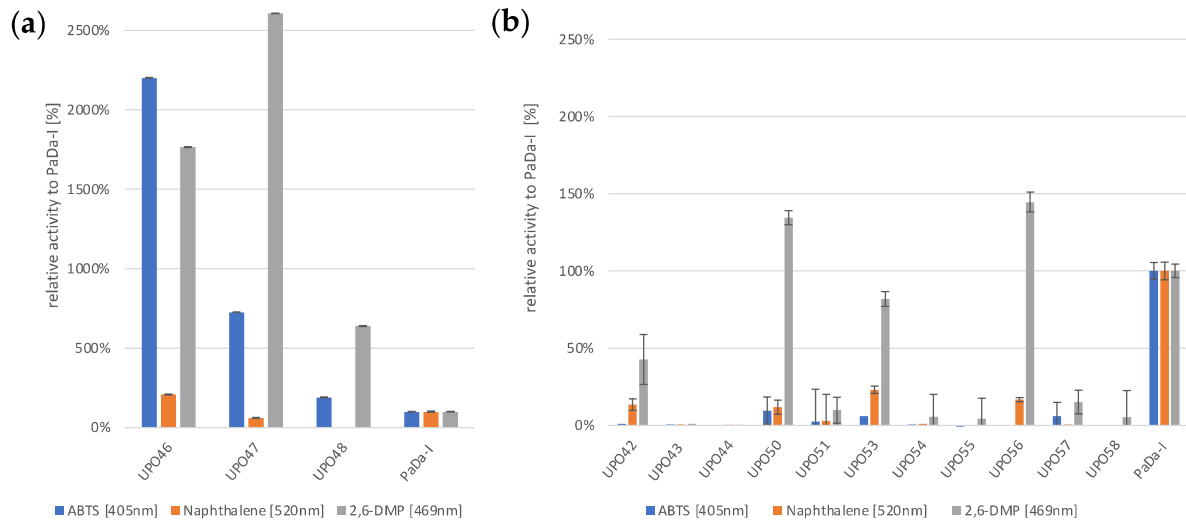 (a)
relative activity to PaDa-I [%]
2500%
2000%
1500%
1000%
500%
0%
UPO46
UPO47
UPO48
PaDa-I
ABTS [405nm]
Naphthalene [520nm]
2,6-DMP [469nm]
(b)
relative activity to PaDa-I [%]
250%
200%
150%
100%
50%
0%
UPO42
UPO43
UPO44
UPO50
UPO51
UPO53
UPO54
UPO55
UPO56
UPO57
UPO58
PaDa-I
ABTS [405nm]
Naphthalene [520nm]
2,6-DMP [469nm]